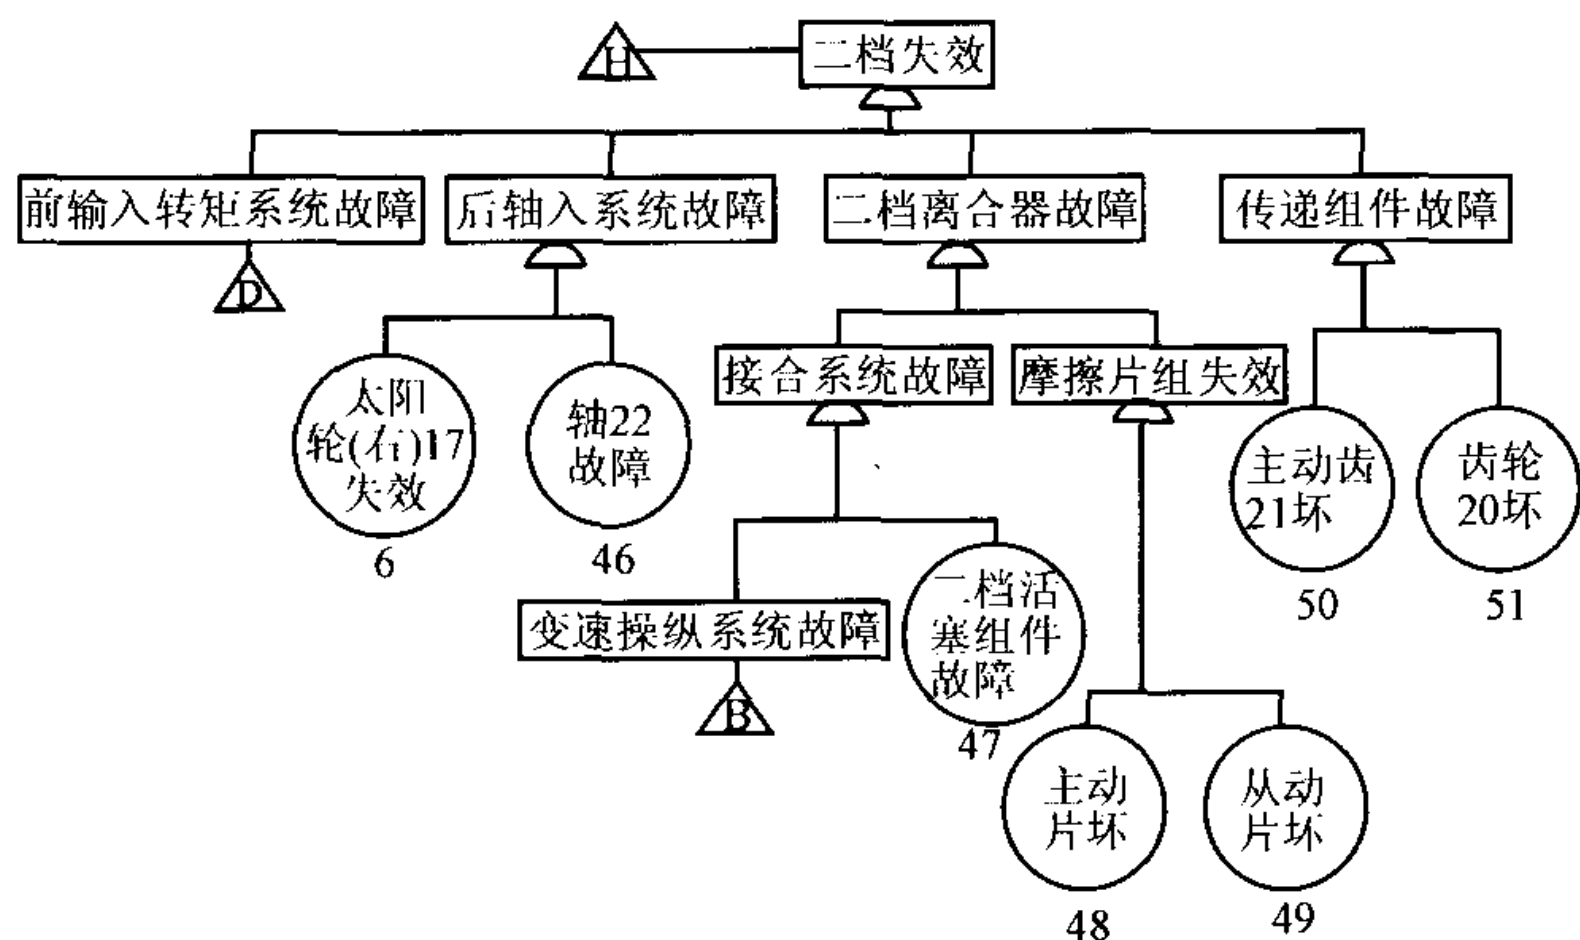 H
二档失效
前输入转矩系统故障
后轴入系统故障
二档离合器故障
传递组件故障
D
接合系统故障
摩擦片组失效
太阳
轮(右)17
失效
6
轴22
故障
46
主动齿
21坏
50
齿轮
20坏
51
变速操纵系统故障
B
二档活
塞组件
故障
47
主动
片坏
48
从动
片坏
49